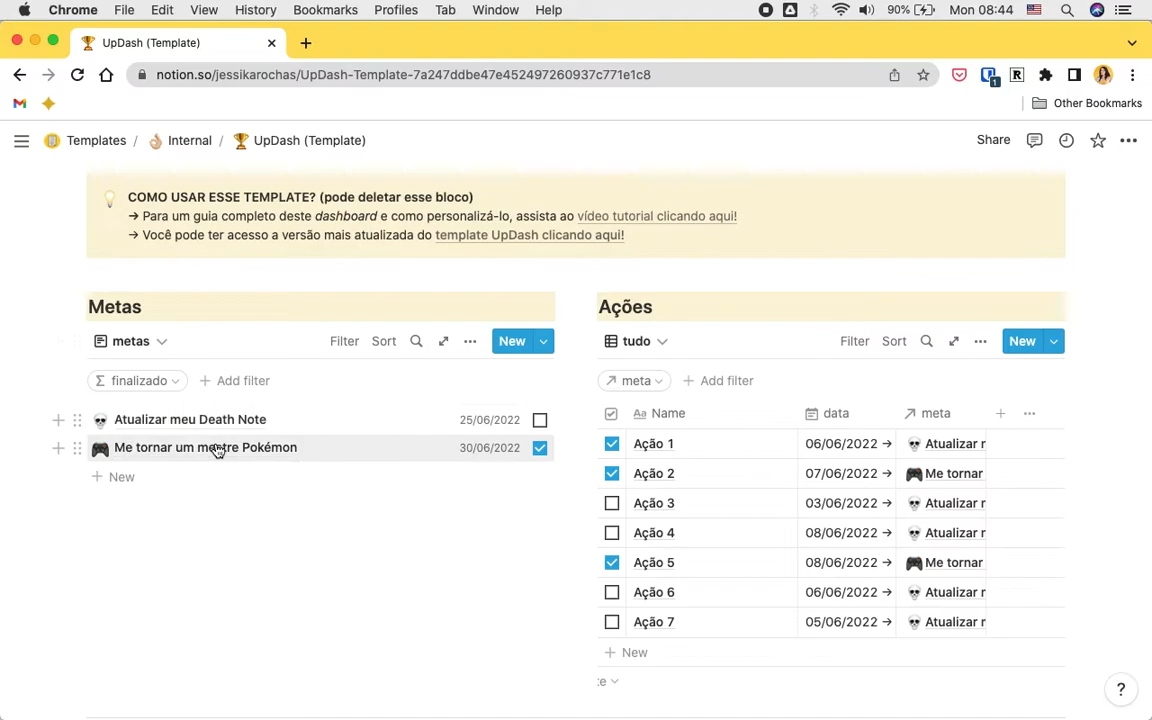 Chrome File Edit View History Bookmarks Profiles Tab Window Help 90% Mon 08:44
UpDash (Template)
notion.so/jessikarochas/UpDash-Template-7a247ddbe47e452497260937c771e1c8
1
Other Bookmarks
Templates / Internal / UpDash (Template) Share
COMO USAR ESSE TEMPLATE? (pode deletar esse bloco)
→ Para um guia completo deste dashboard e como personalizá-lo, assista ao vídeo tutorial clicando aqui!
→ Você pode ter acesso a versão mais atualizada do template UpDash clicando aqui!
Metas
metas Filter Sort New
Σ finalizado + Add filter
Atualizar meu Death Note 25/06/2022
Me tornar um mestre Pokémon 30/06/2022
+ New
Ações
tudo Filter Sort New
↗ meta + Add filter
Aa Name data ↗ meta +
Ação 1 06/06/2022 → Atualizar r
Ação 2 07/06/2022 → Me tornar
Ação 3 03/06/2022 → Atualizar r
Ação 4 08/06/2022 → Atualizar r
Ação 5 08/06/2022 → Me tornar
Ação 6 06/06/2022 → Atualizar r
Ação 7 05/06/2022 → Atualizar r
+ New
te
?